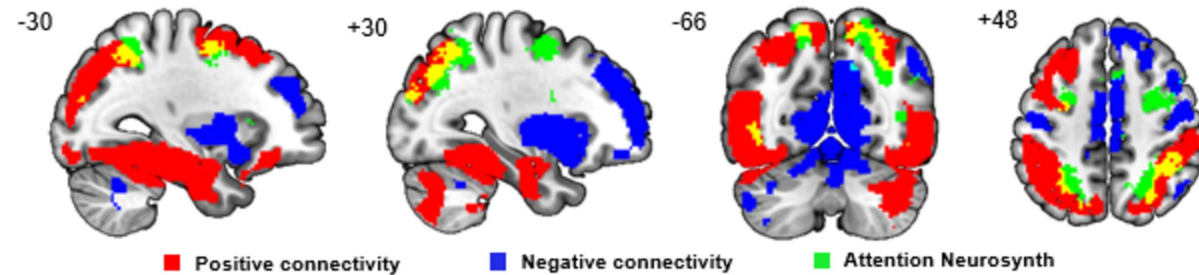 -30
+30
-66
+48
Positive connectivity
Negative connectivity
Attention Neurosynth